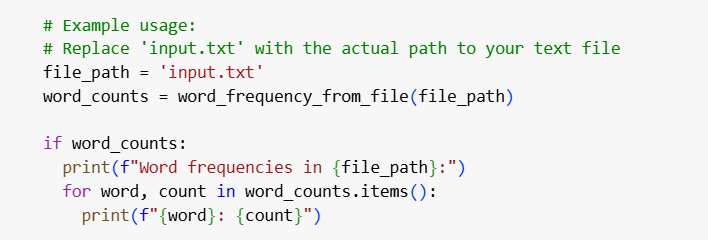 # Example usage:
# Replace 'input.txt' with the actual path to your text file
file_path = 'input.txt'
word_counts = word_frequency_from_file(file_path)
if word_counts:
print(f"Word frequencies in {file_path}:")
for word, count in word_counts.items():
print(f"{word}: {count}")